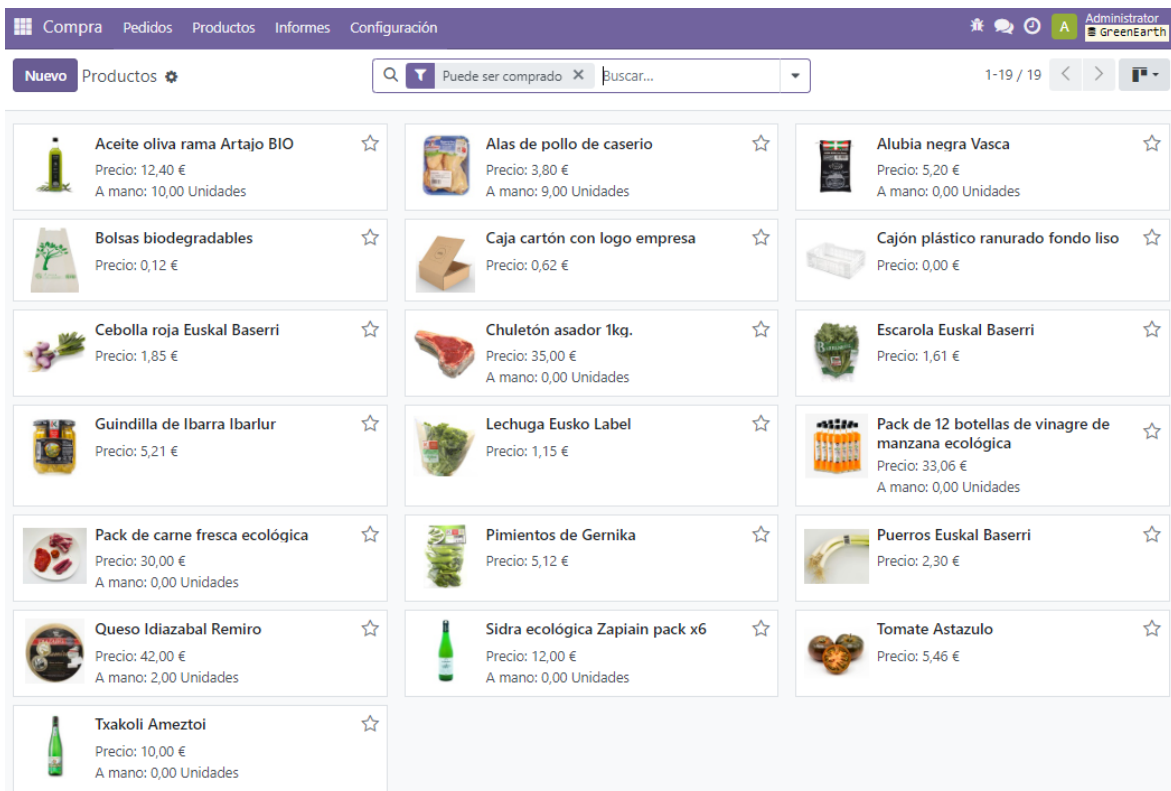 Compra Pedidos Productos Informes Configuración
A Administrator
GreenEarth
Nuevo Productos Puede ser comprado Buscar... 1-19 / 19
Aceite oliva rama Artajo BIO
Precio: 12,40 €
A mano: 10,00 Unidades
Alas de pollo de caserio
Precio: 3,80 €
A mano: 9,00 Unidades
Alubia negra Vasca
Precio: 5,20 €
A mano: 0,00 Unidades
Bolsas biodegradables
Precio: 0,12 €
Caja cartón con logo empresa
Precio: 0,62 €
Cajón plástico ranurado fondo liso
Precio: 0,00 €
Cebolla roja Euskal Baserri
Precio: 1,85 €
Chuletón asador 1kg.
Precio: 35,00 €
A mano: 0,00 Unidades
Escarola Euskal Baserri
Precio: 1,61 €
Guindilla de Ibarra Ibarlur
Precio: 5,21 €
Lechuga Eusko Label
Precio: 1,15 €
Pack de 12 botellas de vinagre de
manzana ecológica
Precio: 33,06 €
A mano: 0,00 Unidades
Pack de carne fresca ecológica
Precio: 30,00 €
A mano: 0,00 Unidades
Pimientos de Gernika
Precio: 5,12 €
Puerros Euskal Baserri
Precio: 2,30 €
Queso Idiazabal Remiro
Precio: 42,00 €
A mano: 2,00 Unidades
Sidra ecológica Zapiain pack x6
Precio: 12,00 €
A mano: 0,00 Unidades
Tomate Astazulo
Precio: 5,46 €
Txakoli Ameztoi
Precio: 10,00 €
A mano: 0,00 Unidades